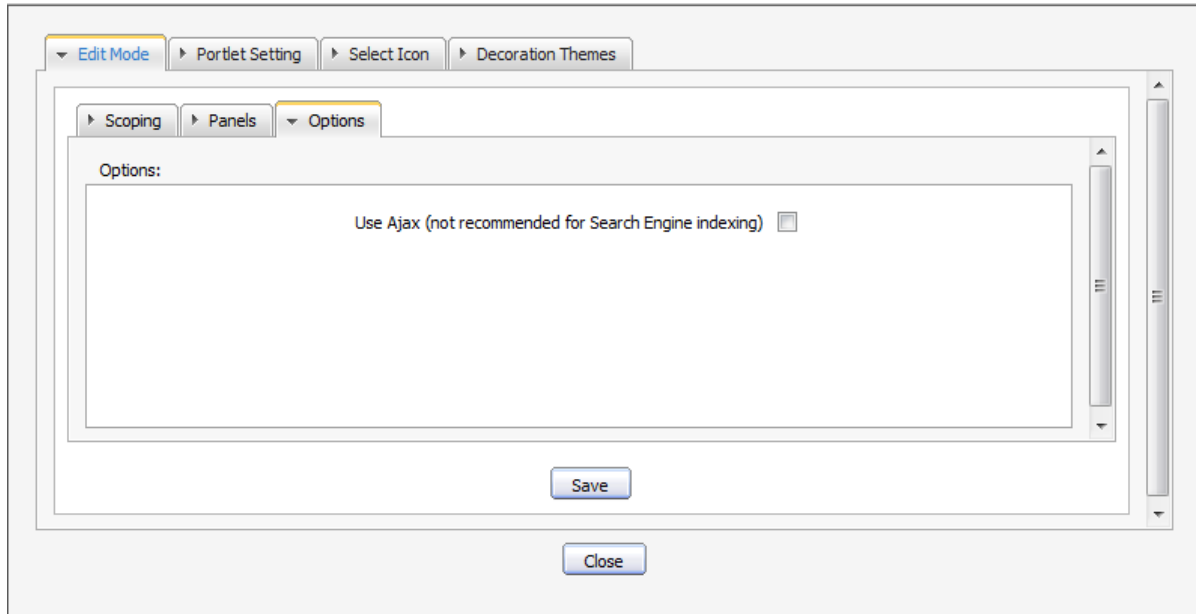 Edit Mode Portlet Setting Select Icon Decoration Themes
Scoping Panels Options
Options:
Use Ajax (not recommended for Search Engine indexing)
Save
Close